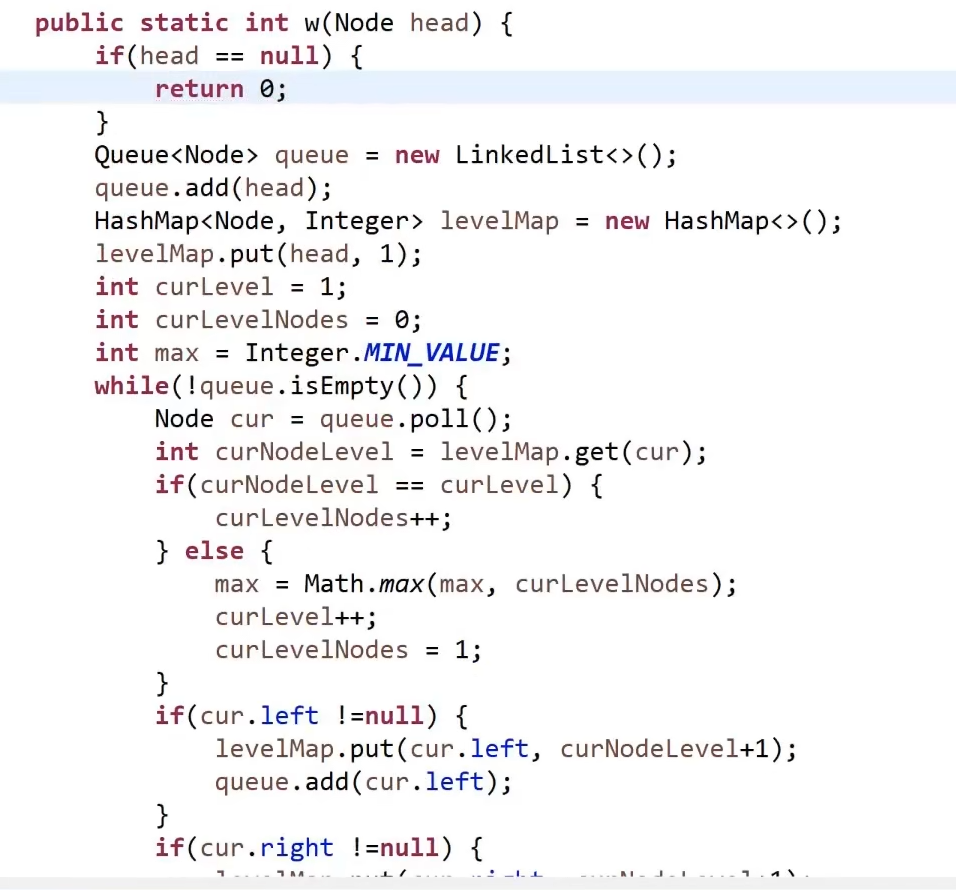 public static int w(Node head) {
if(head == null) {
return 0;
}
Queue<Node> queue = new LinkedList<>();
queue.add(head);
HashMap<Node, Integer> levelMap = new HashMap<>();
levelMap.put(head, 1);
int curLevel = 1;
int curLevelNodes = 0;
int max = Integer.MIN_VALUE;
while(!queue.isEmpty()) {
Node cur = queue.poll();
int curNodeLevel = levelMap.get(cur);
if(curNodeLevel == curLevel) {
curLevelNodes++;
} else {
max = Math.max(max, curLevelNodes);
curLevel++;
curLevelNodes = 1;
}
if(cur.left !=null) {
levelMap.put(cur.left, curNodeLevel+1);
queue.add(cur.left);
}
if(cur.right !=null) {